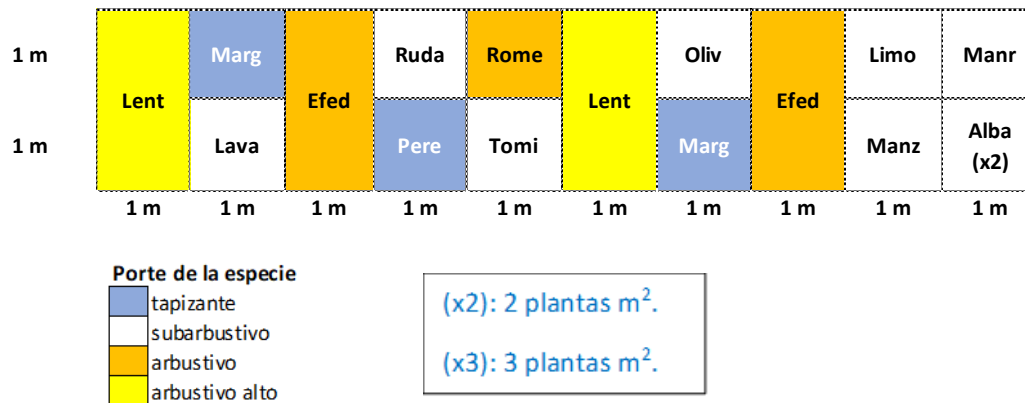 1 m
Marg
Ruda
Rome
Oliv
Limo
Manr
Lent
Efed
Lent
Efed
1 m
Lava
Pere
Tomi
Marg
Manz
Alba
(x2)
1 m 1 m 1 m 1 m 1 m 1 m 1 m 1 m 1 m 1 m
Porte de la especie
tapizante
subarbustivo
arbustivo
arbustivo alto
(x2): 2 plantas m².
(x3): 3 plantas m².